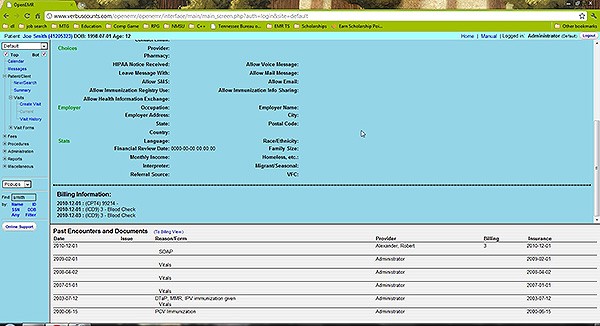 OpenEMR
www.verbuscounts.com/openemr/openemr/interface/main/main_screen.php?auth=login&site=default
job search MTG Education Comp Game RPG NMSU C++ Mandolin EMR TS Scholarships Earn Scholarship Poi... Other bookmarks
Patient: Joe Smith (41205323) DOB: 1998-07-01 Age: 12 Home | Manual | Logged in: Administrator (Default) Logout
Default
Top Bot
Calendar
Messages
Patient/Client
New/Search
Summary
Visits
Create Visit
Current
Visit History
Visit Forms
Fees
Procedures
Administration
Reports
Miscellaneous
Popups
Find: smith
by: Name ID
SSN DOB
Any Filter
Online Support
Choices Provider:
Pharmacy:
HIPAA Notice Received: Allow Voice Message:
Leave Message With: Allow Mail Message:
Allow SMS: Allow Email:
Allow Immunization Registry Use: Allow Immunization Info Sharing:
Allow Health Information Exchange:
Employer Occupation: Employer Name:
Employer Address: City:
State: Postal Code:
Country:
Stats Language: Race/Ethnicity:
Financial Review Date: 0000-00-00 00:00:00 Family Size:
Monthly Income: Homeless, etc.:
Interpreter: Migrant/Seasonal:
Referral Source: VFC:
Billing Information:
2010-12-01 : (CPT4) 99214 -
2010-12-01 : (ICD9) 3 - Blood Check
2010-12-03 : (ICD9) 3 - Blood Check
Past Encounters and Documents (To Billing View)
Date Issue Reason/Form Provider Billing Insurance
2010-12-01 Alexander, Robert 3 2010-12-01
SOAP
2009-02-01 Administrator 2009-02-01
Vitals
2008-04-02 Administrator 2008-04-02
Vitals
2007-01-01 Administrator 2007-01-01
Vitals
2003-07-12 DTaP, MMR, IPV immunization given Administrator 2003-07-12
Vitals
2000-06-15 PCV Immunization Administrator 2000-06-15